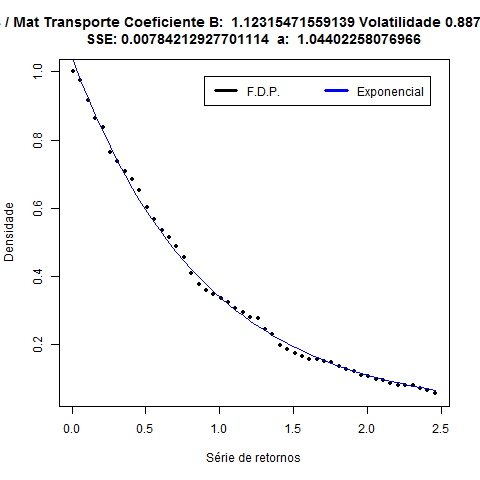 / Mat Transporte Coeficiente B: 1.12315471559139 Volatilidade 0.887
SSE: 0.00784212927701114 a: 1.04402258076966
F.D.P.
Exponencial
Densidade
1.0
0.8
0.6
0.4
0.2
0.0
0.5
1.0
1.5
2.0
2.5
Série de retornos